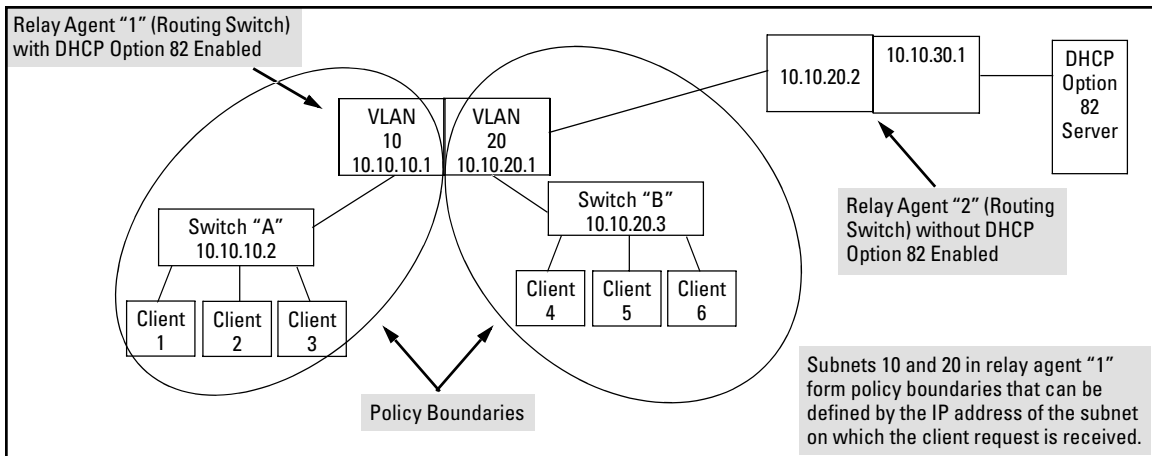 Relay Agent “1” (Routing Switch)
with DHCP Option 82 Enabled
VLAN
10
10.10.10.1
VLAN
20
10.10.20.1
10.10.20.2
10.10.30.1
DHCP
Option
82
Server
Switch “A”
10.10.10.2
Switch “B”
10.10.20.3
Relay Agent “2” (Routing
Switch) without DHCP
Option 82 Enabled
Client
1
Client
2
Client
3
Client
4
Client
5
Client
6
Policy Boundaries
Subnets 10 and 20 in relay agent “1”
form policy boundaries that can be
defined by the IP address of the subnet
on which the client request is received.